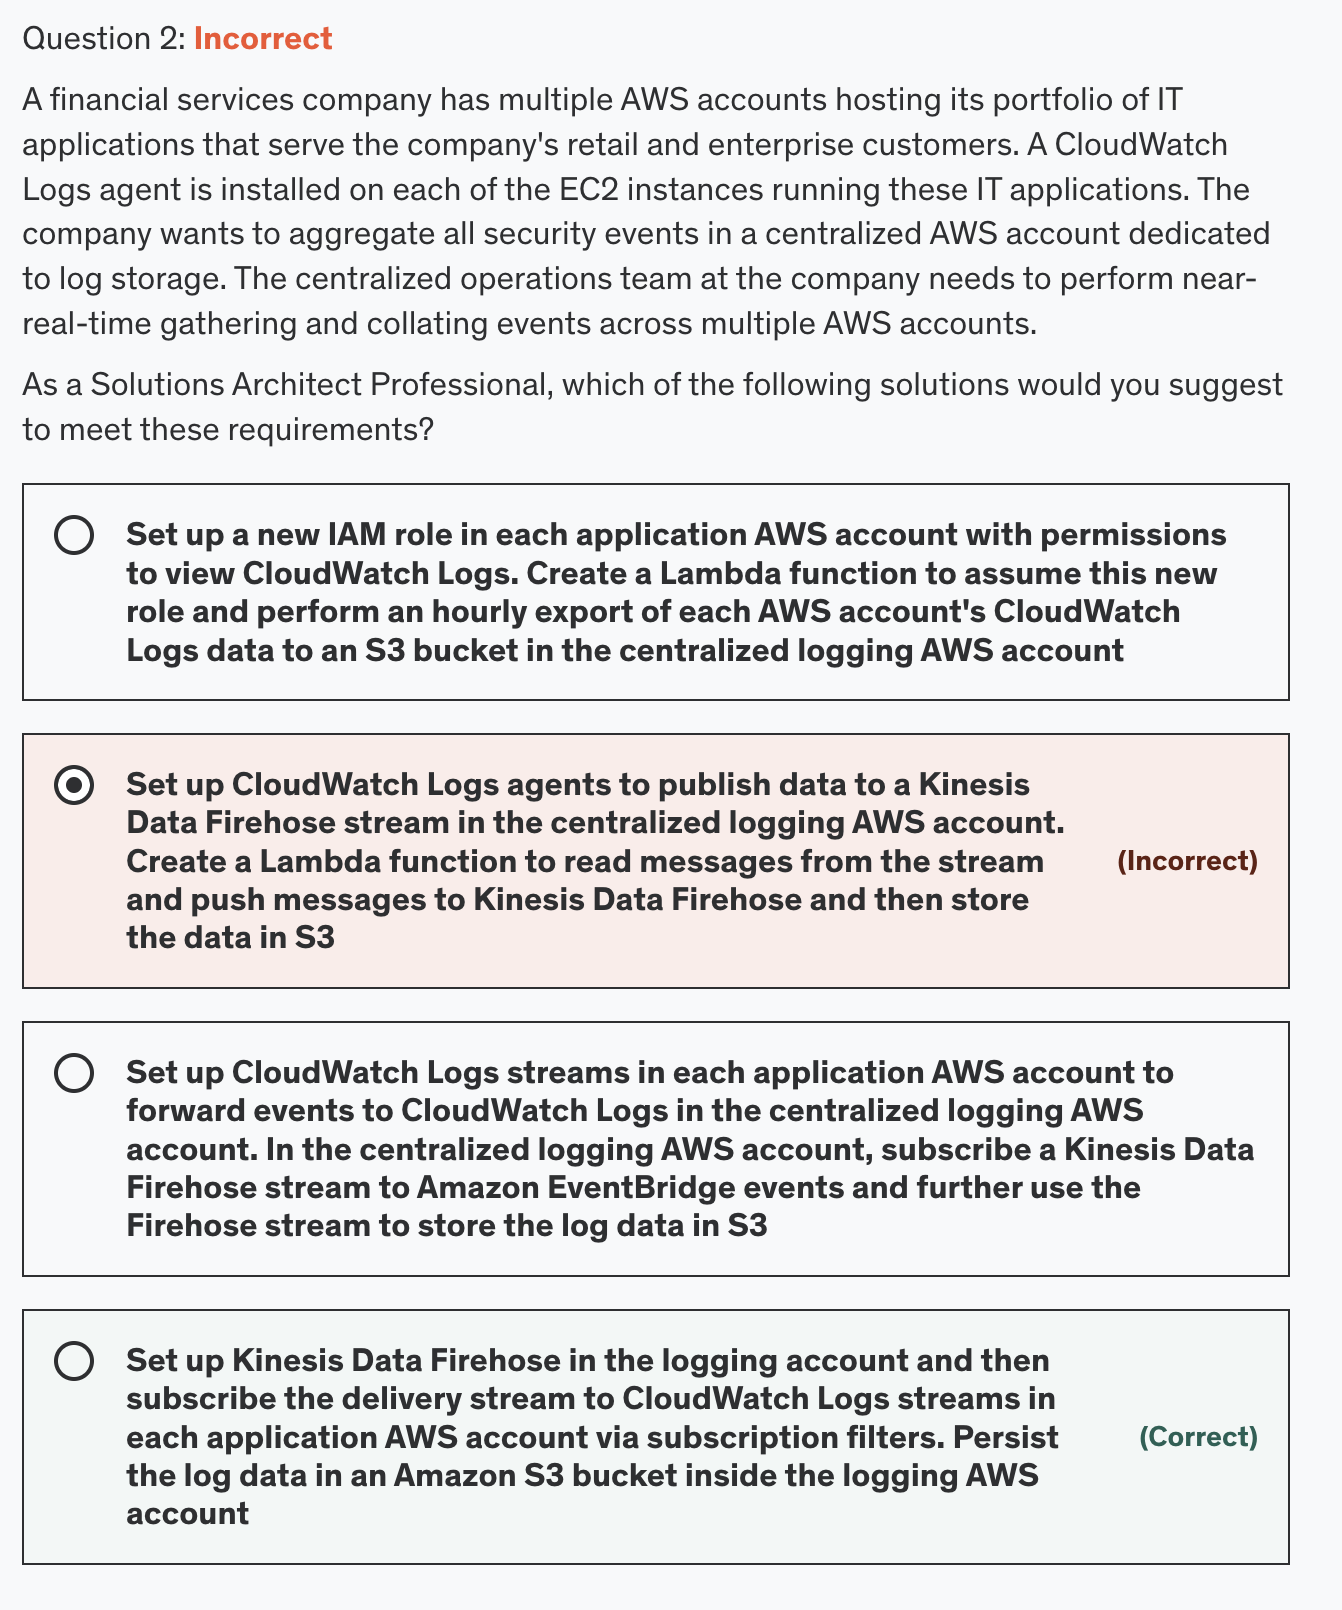 Question 2: Incorrect
A financial services company has multiple AWS accounts hosting its portfolio of IT
applications that serve the company's retail and enterprise customers. A CloudWatch
Logs agent is installed on each of the EC2 instances running these IT applications. The
company wants to aggregate all security events in a centralized AWS account dedicated
to log storage. The centralized operations team at the company needs to perform near-
real-time gathering and collating events across multiple AWS accounts.
As a Solutions Architect Professional, which of the following solutions would you suggest
to meet these requirements?
Set up a new IAM role in each application AWS account with permissions
to view CloudWatch Logs. Create a Lambda function to assume this new
role and perform an hourly export of each AWS account's CloudWatch
Logs data to an S3 bucket in the centralized logging AWS account
Set up CloudWatch Logs agents to publish data to a Kinesis
Data Firehose stream in the centralized logging AWS account.
Create a Lambda function to read messages from the stream
and push messages to Kinesis Data Firehose and then store
the data in S3
(Incorrect)
Set up CloudWatch Logs streams in each application AWS account to
forward events to CloudWatch Logs in the centralized logging AWS
account. In the centralized logging AWS account, subscribe a Kinesis Data
Firehose stream to Amazon EventBridge events and further use the
Firehose stream to store the log data in S3
Set up Kinesis Data Firehose in the logging account and then
subscribe the delivery stream to CloudWatch Logs streams in
each application AWS account via subscription filters. Persist
the log data in an Amazon S3 bucket inside the logging AWS
account
(Correct)